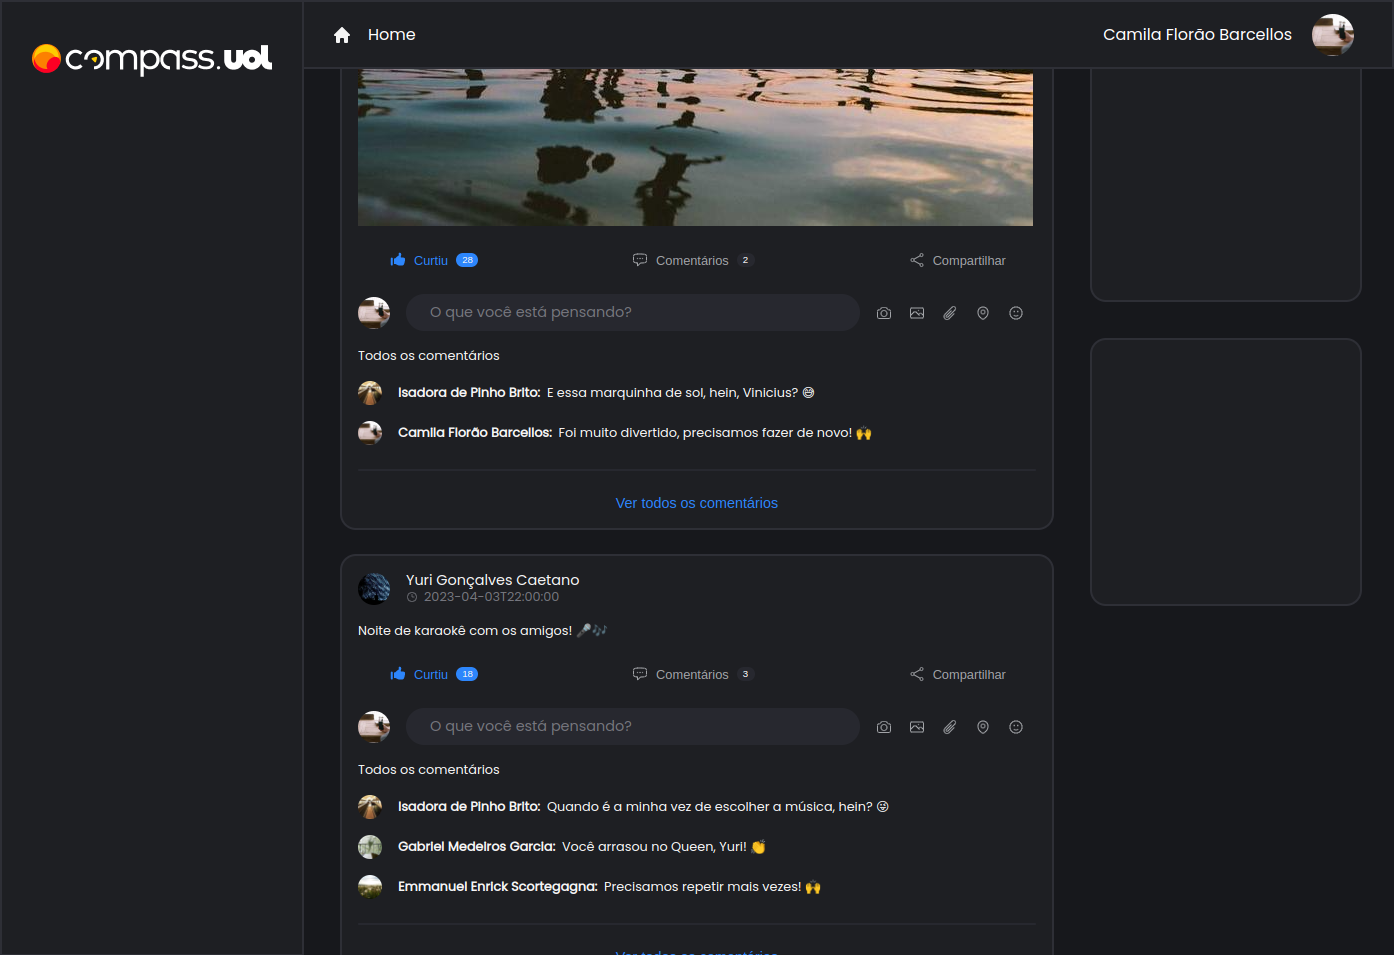 compass.uol
Home
Camila Florão Barcellos
Curtiu 28
Comentários 2
Compartilhar
O que você está pensando?
Todos os comentários
Isadora de Pinho Brito: E essa marquinha de sol, hein, Vinicius? 😅
Camila Florão Barcellos: Foi muito divertido, precisamos fazer de novo! 🙌
Ver todos os comentários
Yuri Gonçalves Caetano
2023-04-03T22:00:00
Noite de karaokê com os amigos! 🎤🎶
Curtiu 18
Comentários 3
Compartilhar
O que você está pensando?
Todos os comentários
Isadora de Pinho Brito: Quando é a minha vez de escolher a música, hein? 😜
Gabriel Medeiros Garcia: Você arrasou no Queen, Yuri! 👏
Emmanuel Enrick Scortegagna: Precisamos repetir mais vezes! 🙌
Ver todos os comentários